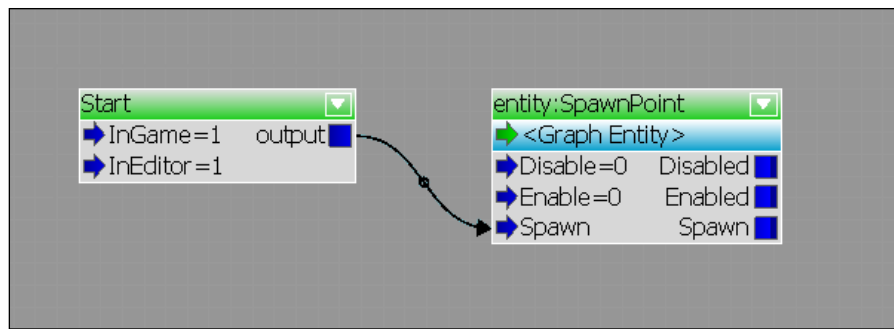 Start
InGame=1 output
InEditor=1
entity:SpawnPoint
<Graph Entity>
Disable=0 Disabled
Enable=0 Enabled
Spawn Spawn